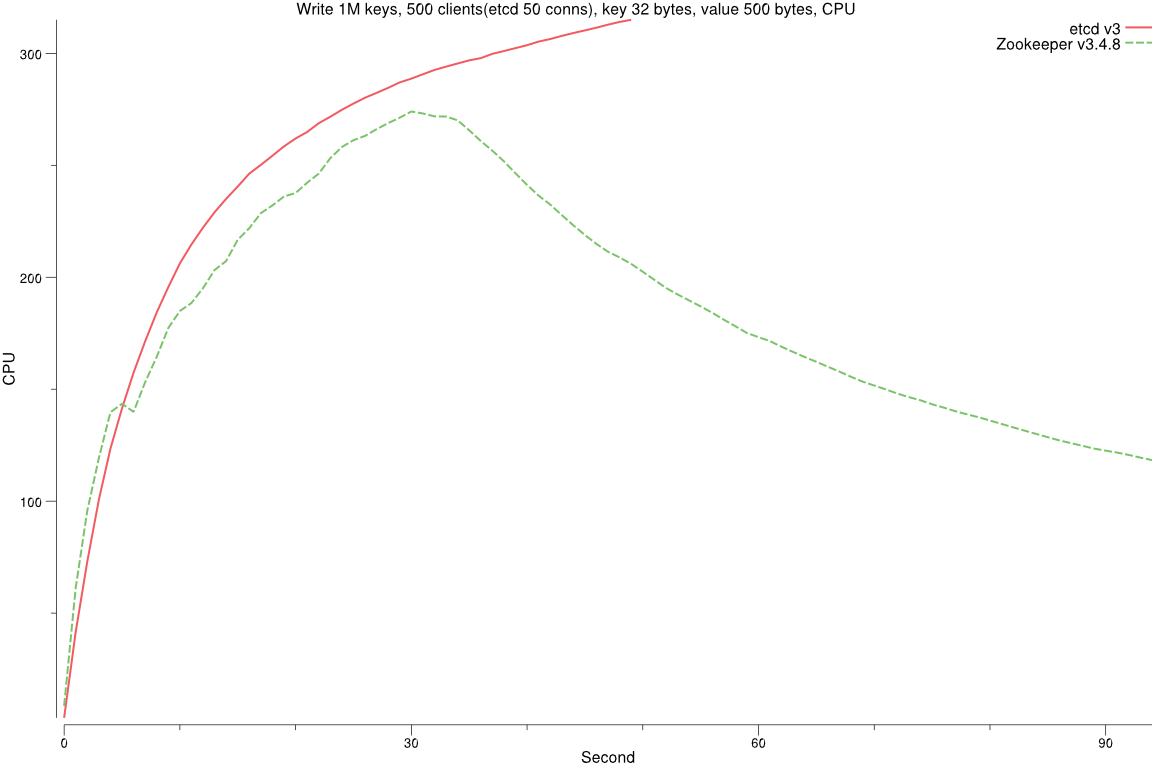 Write 1M keys, 500 clients(etcd 50 conns), key 32 bytes, value 500 bytes, CPU
etcd v3
Zookeeper v3.4.8
300
200
100
CPU
0
30
60
90
Second